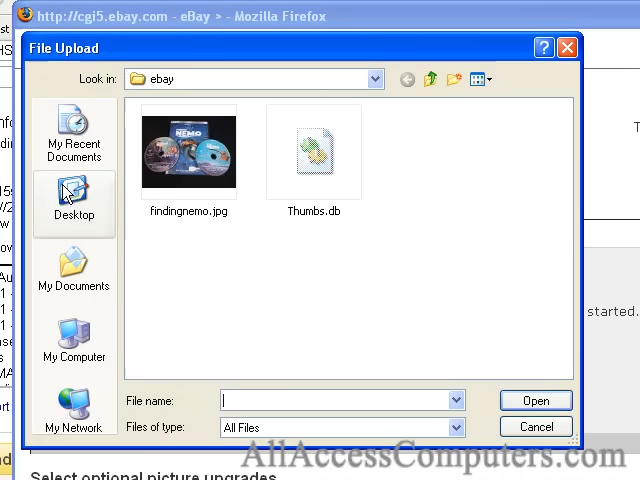 http://cgi5.ebay.com - eBay > - Mozilla Firefox
File Upload
Look in: ebay
My Recent
Documents
Desktop
My Documents
My Computer
My Network
NEMO
findingnemo.jpg
Thumbs.db
started.
File name:
Open
Files of type: All Files
Cancel
AllAccessComputers.com
Select optional picture upgrades